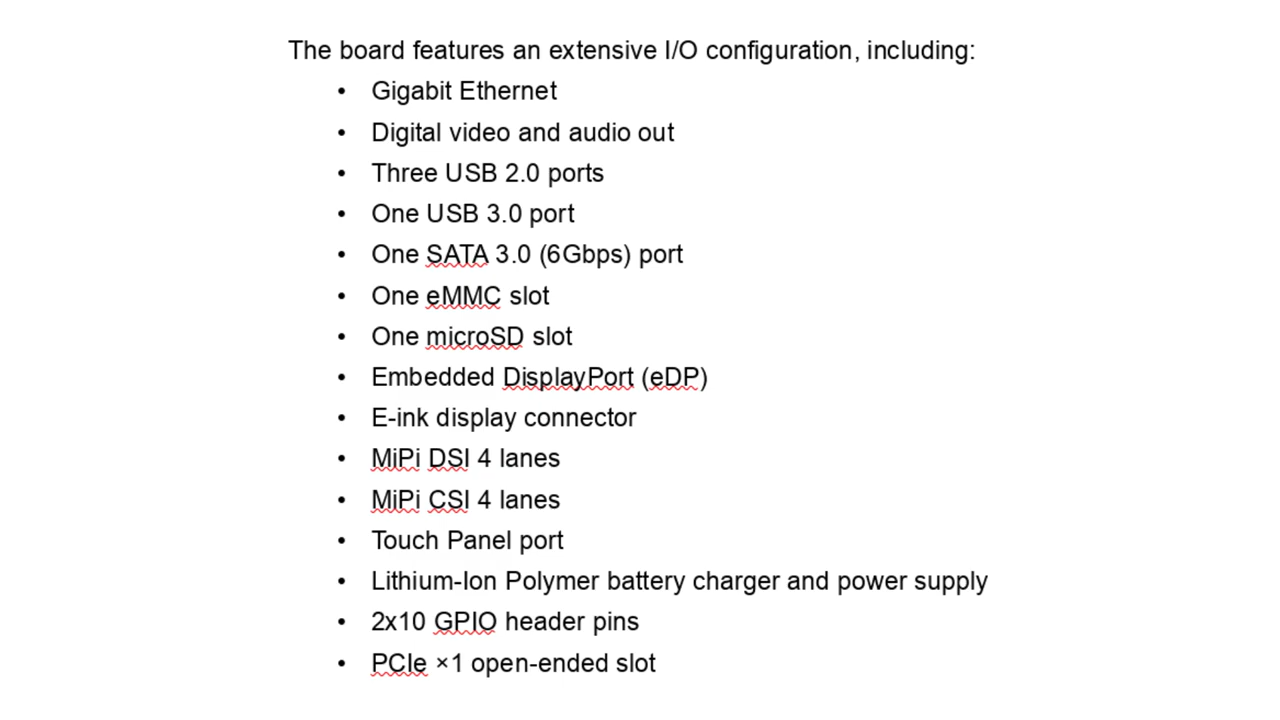 The board features an extensive I/O configuration, including:
• Gigabit Ethernet
• Digital video and audio out
• Three USB 2.0 ports
• One USB 3.0 port
• One SATA 3.0 (6Gbps) port
• One eMMC slot
• One microSD slot
• Embedded DisplayPort (eDP)
• E-ink display connector
• MiPi DSI 4 lanes
• MiPi CSI 4 lanes
• Touch Panel port
• Lithium-Ion Polymer battery charger and power supply
• 2x10 GPIO header pins
• PCIe ×1 open-ended slot